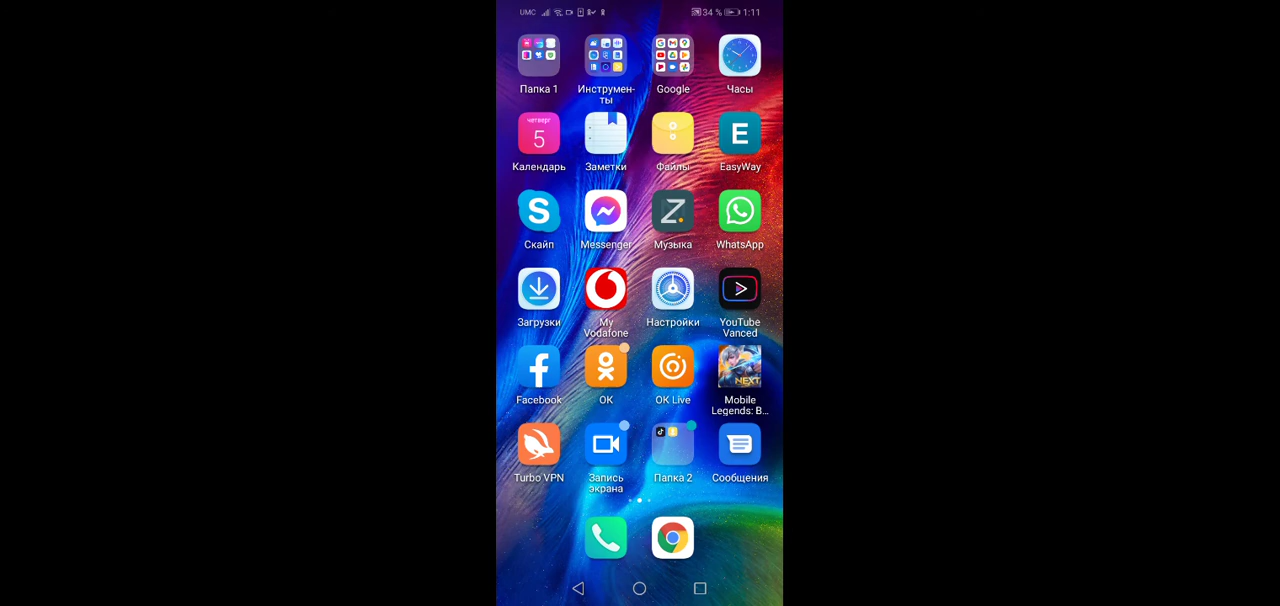 UMC 34 % 1:11
Папка 1 Инструмен- Google Часы
ты
четверг
5 E
Календарь Заметки Файлы EasyWay
S Z
Скайп Messenger Музыка WhatsApp
Загрузки My Настройки YouTube
Vodafone Vanced
NEXT
Facebook OK OK Live Mobile
Legends: B...
Turbo VPN Запись Папка 2 Сообщения
экрана